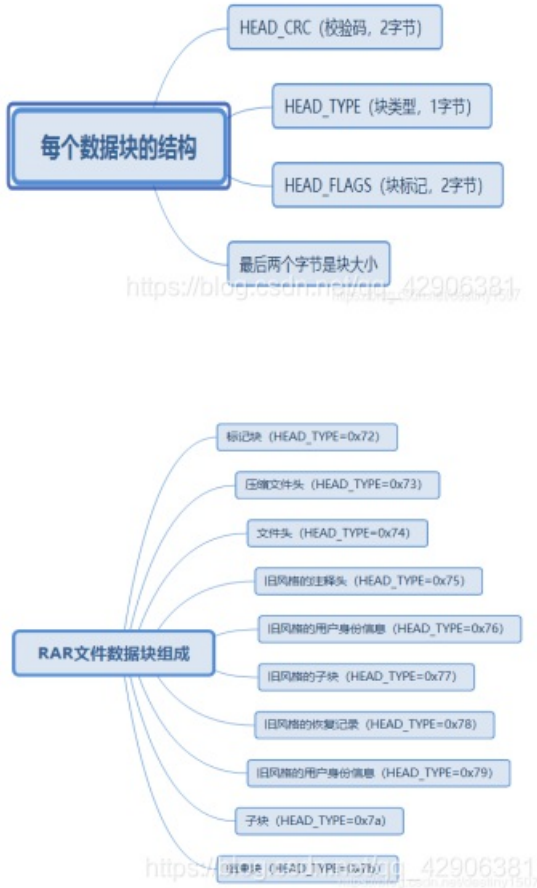 HEAD_CRC（校验码，2字节）
HEAD_TYPE（块类型，1字节）
每个数据块的结构
HEAD_FLAGS（块标记，2字节）
最后两个字节是块大小
https://blog.csdn.net/qq_42906381
标记块（HEAD_TYPE=0x72）
压缩文件头（HEAD_TYPE=0x73）
文件头（HEAD_TYPE=0x74）
旧风格的注释头（HEAD_TYPE=0x75）
旧风格的用户身份信息（HEAD_TYPE=0x76）
RAR文件数据块组成
旧风格的子块（HEAD_TYPE=0x77）
旧风格的恢复记录（HEAD_TYPE=0x78）
旧风格的用户身份信息（HEAD_TYPE=0x79）
子块（HEAD_TYPE=0x7a）
结束块（HEAD_TYPE=0x7b）
https://blog.csdn.net/qq_42906381